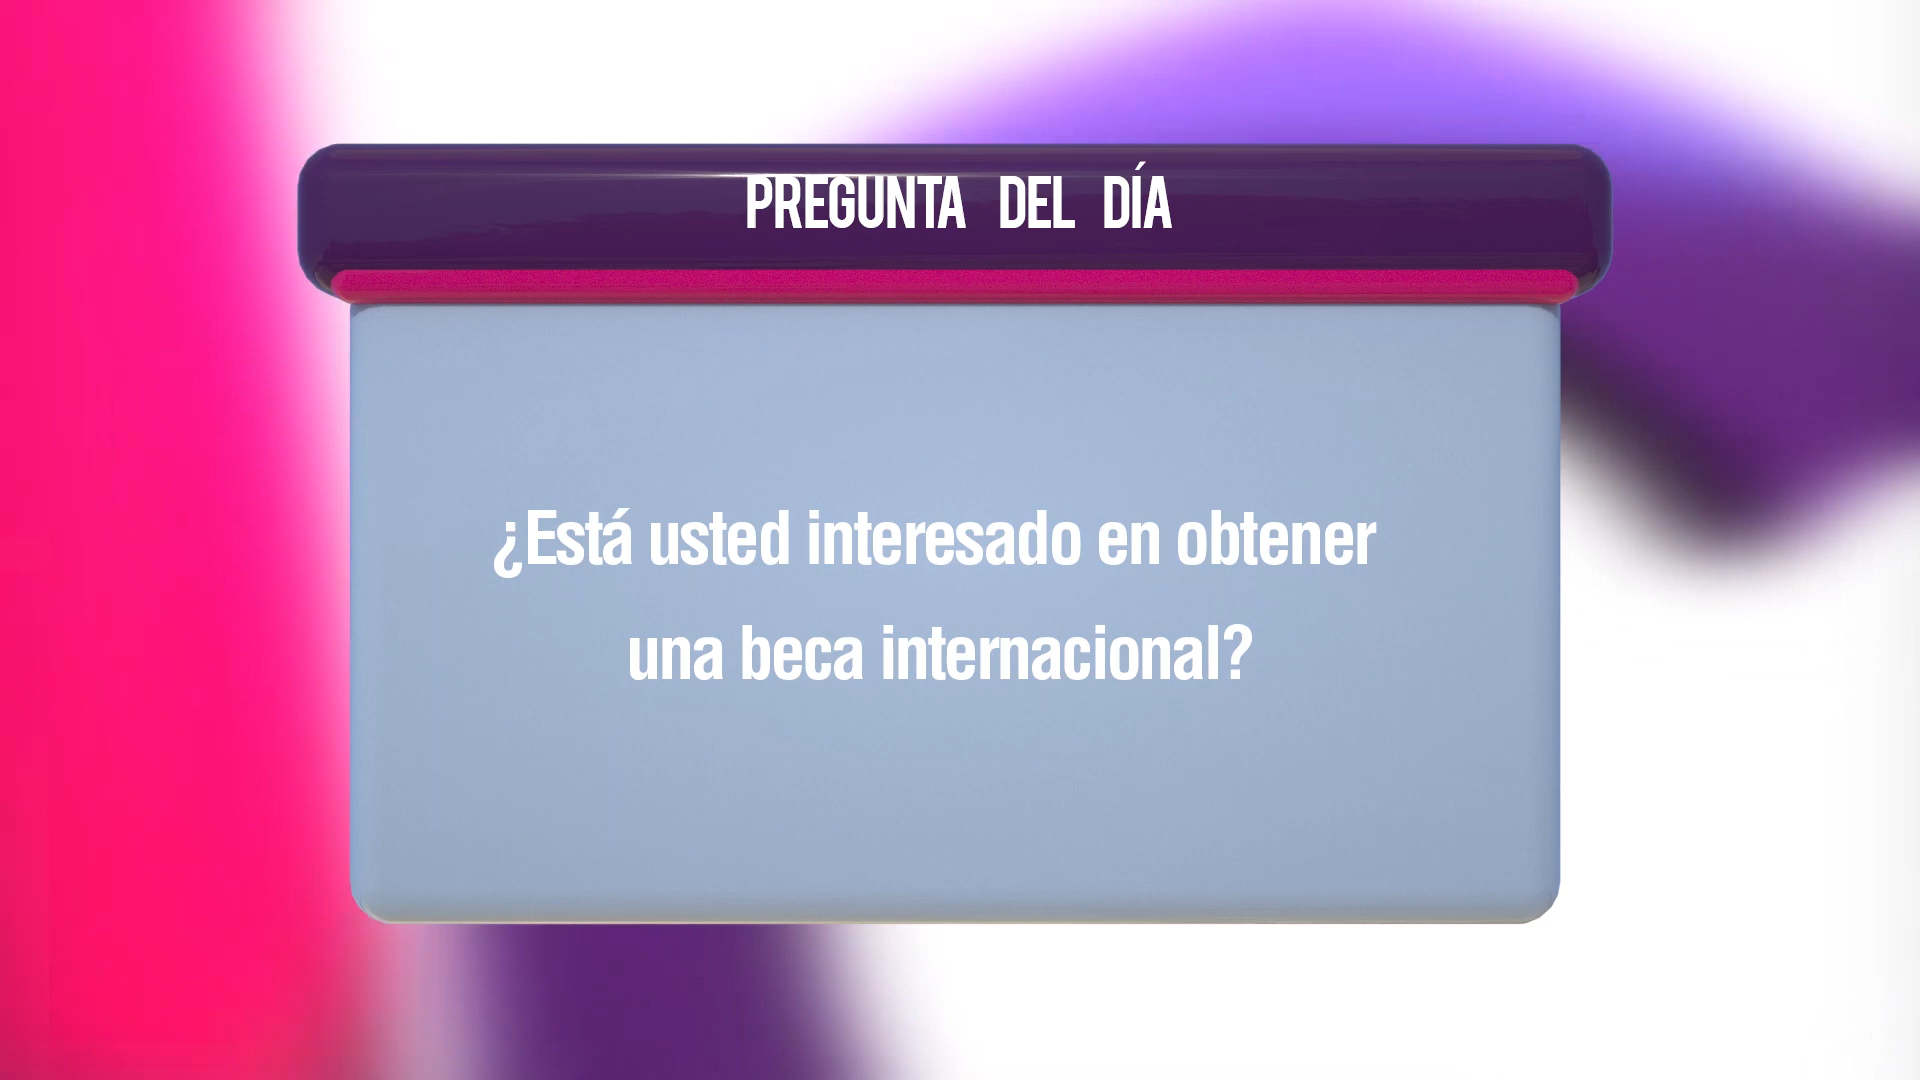 PREGUNTA DEL DÍA
¿Está usted interesado en obtener
una beca internacional?